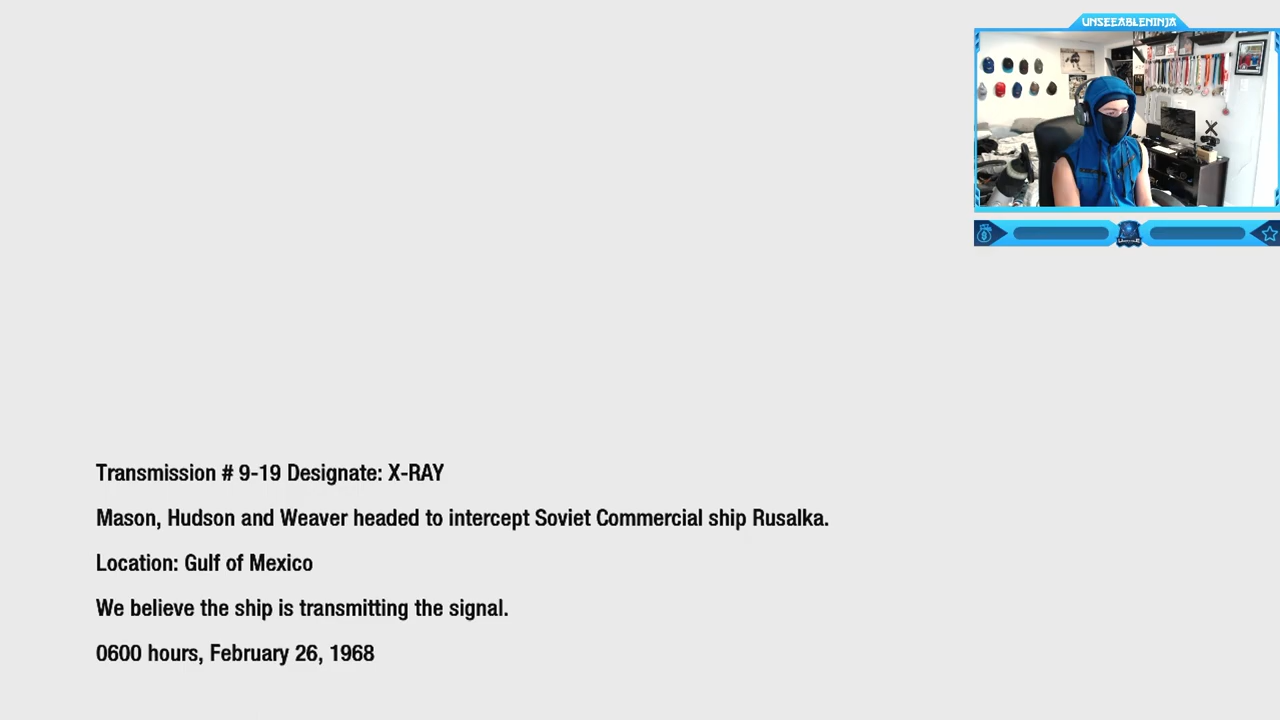 UNSEEABLENINJA
Transmission # 9-19 Designate: X-RAY
Mason, Hudson and Weaver headed to intercept Soviet Commercial ship Rusalka.
Location: Gulf of Mexico
We believe the ship is transmitting the signal.
0600 hours, February 26, 1968